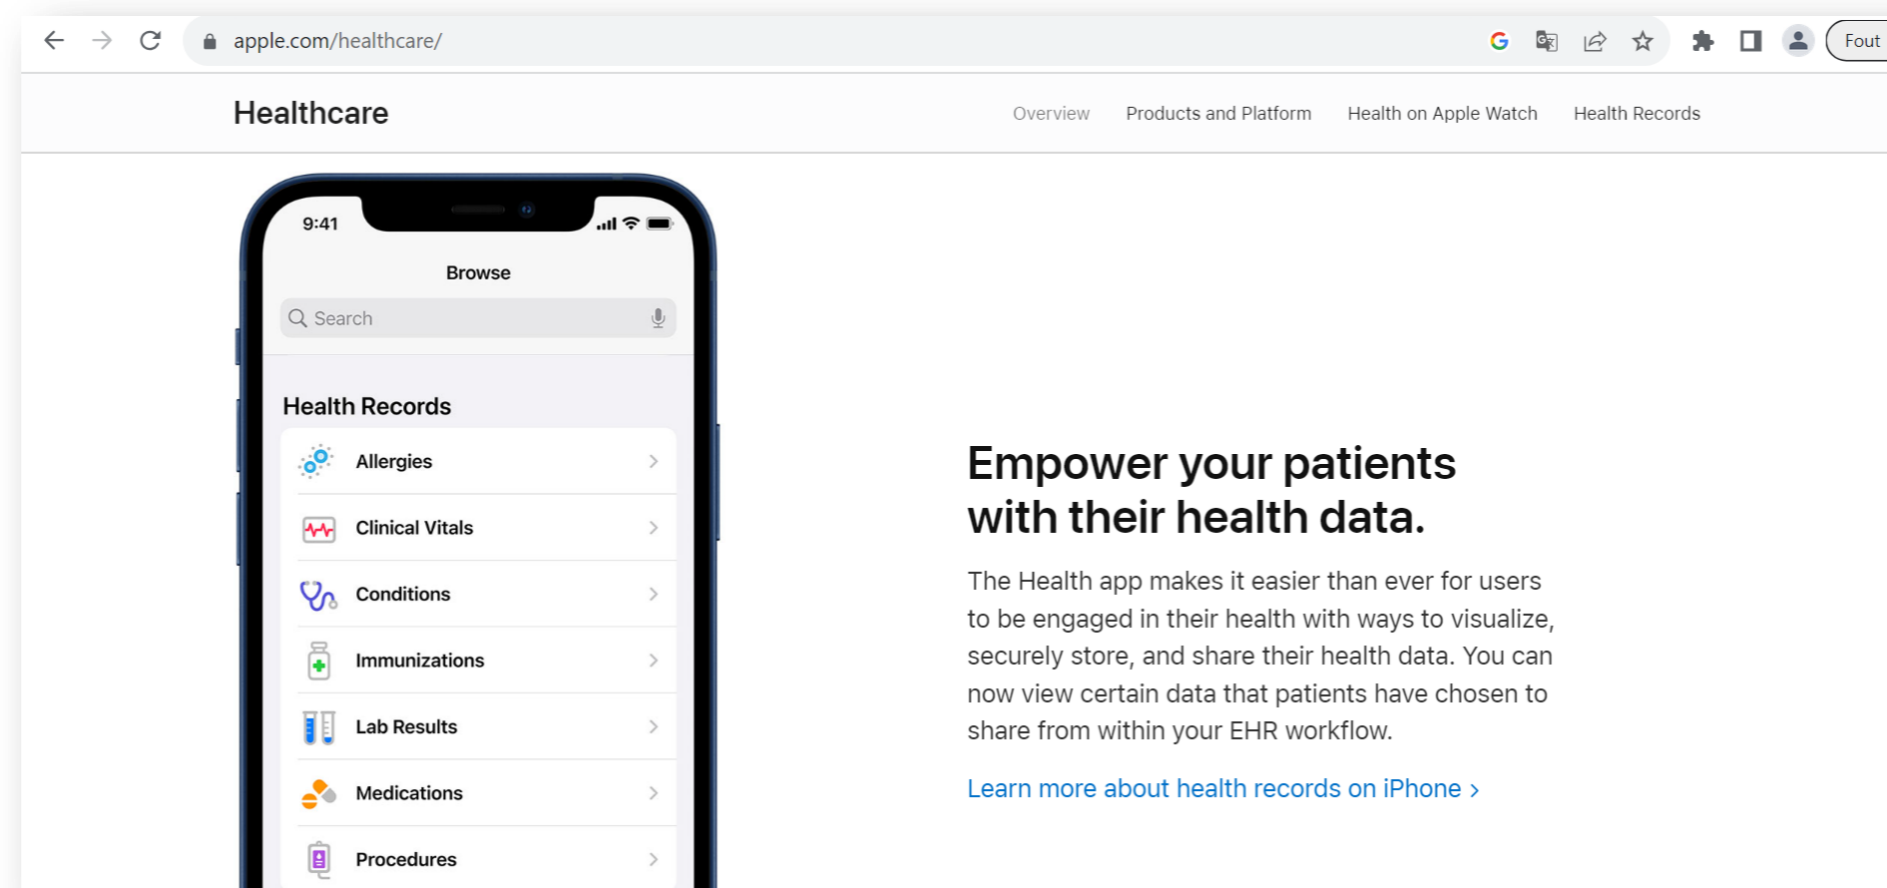 apple.com/healthcare/
Fout
Healthcare
Overview
Products and Platform
Health on Apple Watch
Health Records
9:41
Browse
Search
Health Records
Allergies
Clinical Vitals
Conditions
Immunizations
Lab Results
Medications
Procedures
Empower your patients
with their health data.
The Health app makes it easier than ever for users
to be engaged in their health with ways to visualize,
securely store, and share their health data. You can
now view certain data that patients have chosen to
share from within your EHR workflow.
Learn more about health records on iPhone >